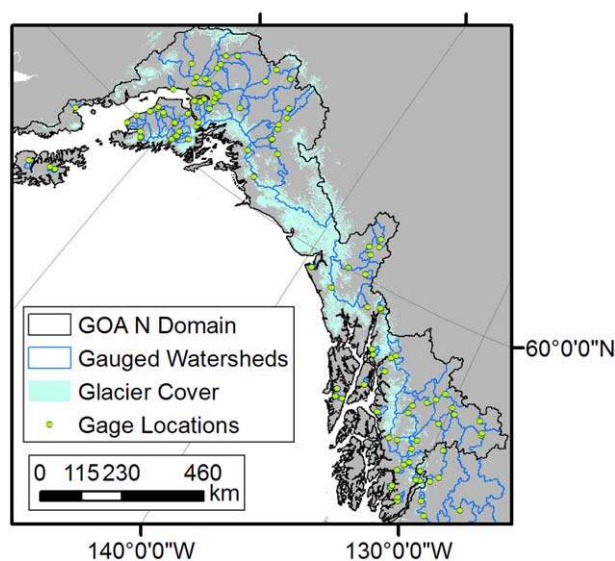 GOA N Domain
Gauged Watersheds
Glacier Cover
Gage Locations
0 115 230 460
km
60°0'0"N
140°0'0"W 130°0'0"W